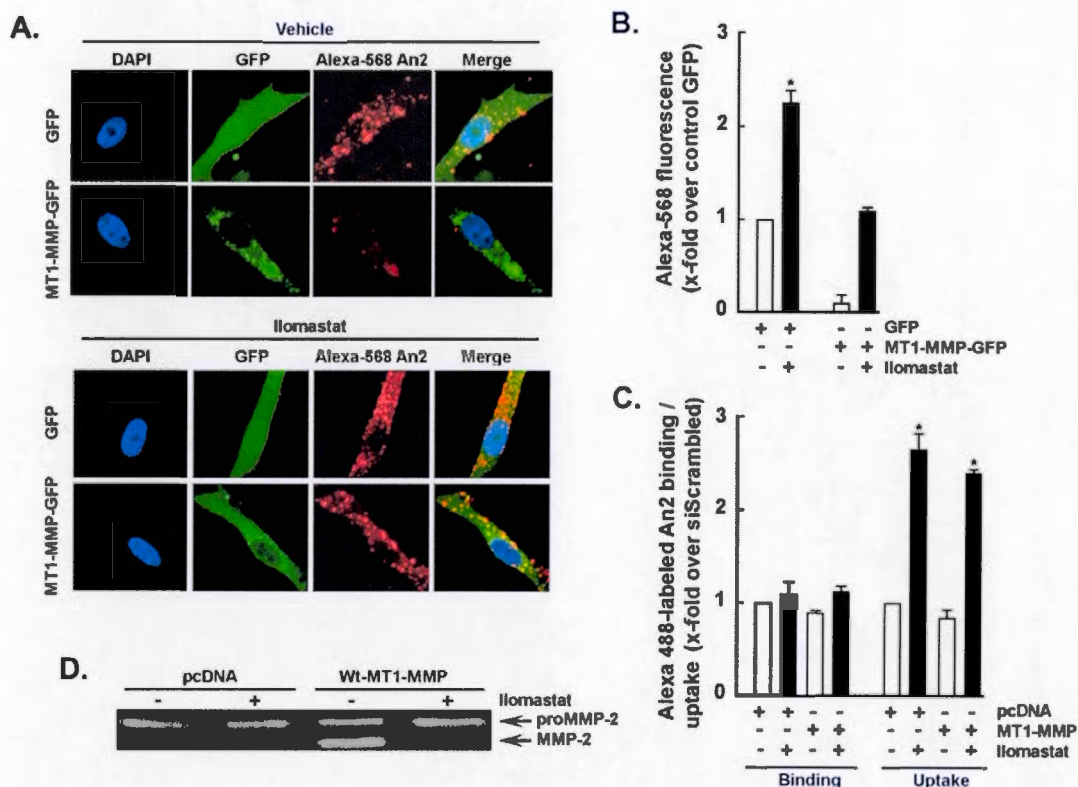 A.
Vehicle
DAPI GFP Alexa-568 An2 Merge
GFP
MT1-MMP-GFP
Ilomastat
DAPI GFP Alexa-568 An2 Merge
GFP
MT1-MMP-GFP
B.
Alexa-568 fluorescence
(x-fold over control GFP)
3
2
1
0
*
+ + - - GFP
- - + + MT1-MMP-GFP
- + - + Ilomastat
C.
Alexa 488-labeled An2 binding /
uptake (x-fold over siScrambled)
3
2
1
0
* *
+ + - - + + - - pcDNA
- - + + - - + + MT1-MMP
- + - + - + - + Ilomastat
Binding Uptake
D.
pcDNA Wt-MT1-MMP
- + - + Ilomastat
proMMP-2
MMP-2